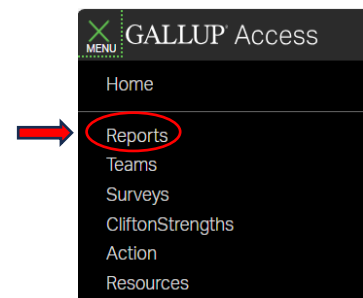 GALLUP' Access
MENU
Home
Reports
Teams
Surveys
CliftonStrengths
Action
Resources